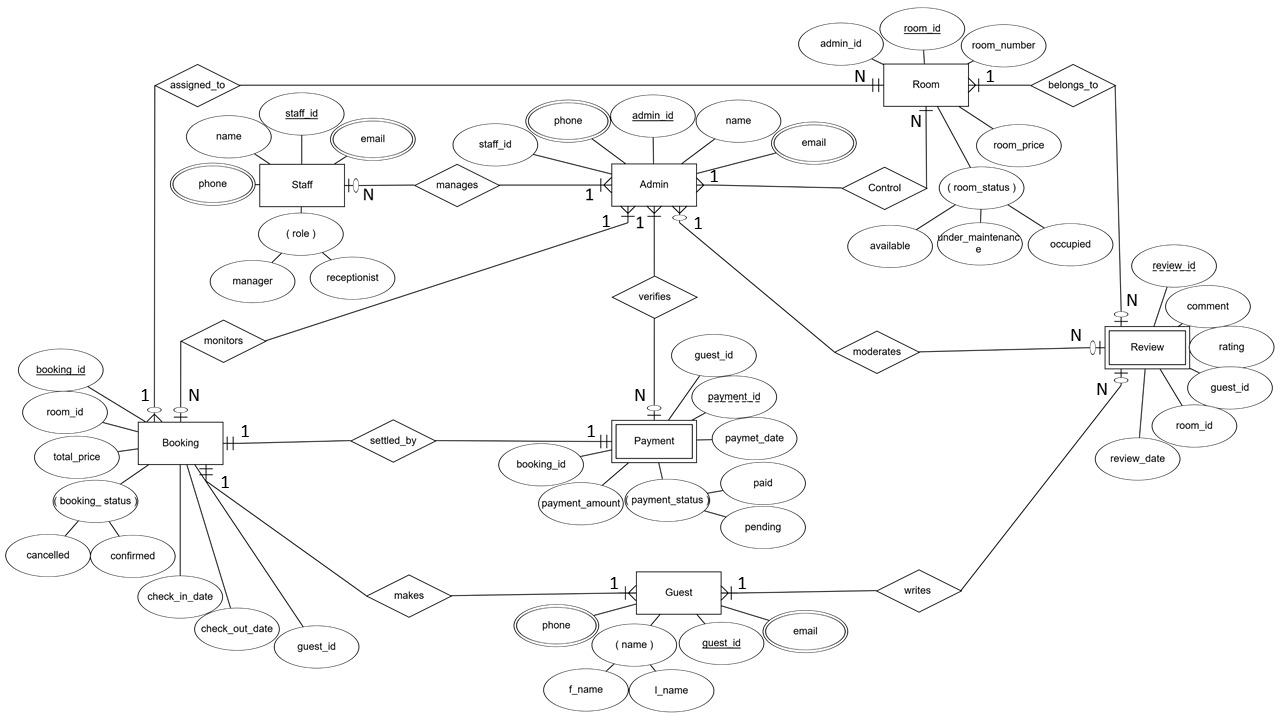 room_id
admin_id
room_number
assigned_to
N
Room
1
belongs_to
staff_id
phone
admin_id
name
N
name
email
staff_id
email
room_price
phone
Staff
N
manages
1
Admin
1
Control
( room_status )
1
1
1
( role )
available
under_maintenanc
e
occupied
manager
receptionist
review_id
verifies
N
comment
monitors
N
moderates
Review
rating
guest_id
booking_id
1
N
guest_id
N
guest_id
room_id
N
payment_id
room_id
Booking
1
settled_by
1
Payment
paymet_date
total_price
booking_id
review_date
1
paid
( booking_ status )
payment_amount
(payment_status)
pending
cancelled
confirmed
check_in_date
makes
1
Guest
1
writes
check_out_date
phone
email
guest_id
( name )
guest_id
f_name
l_name